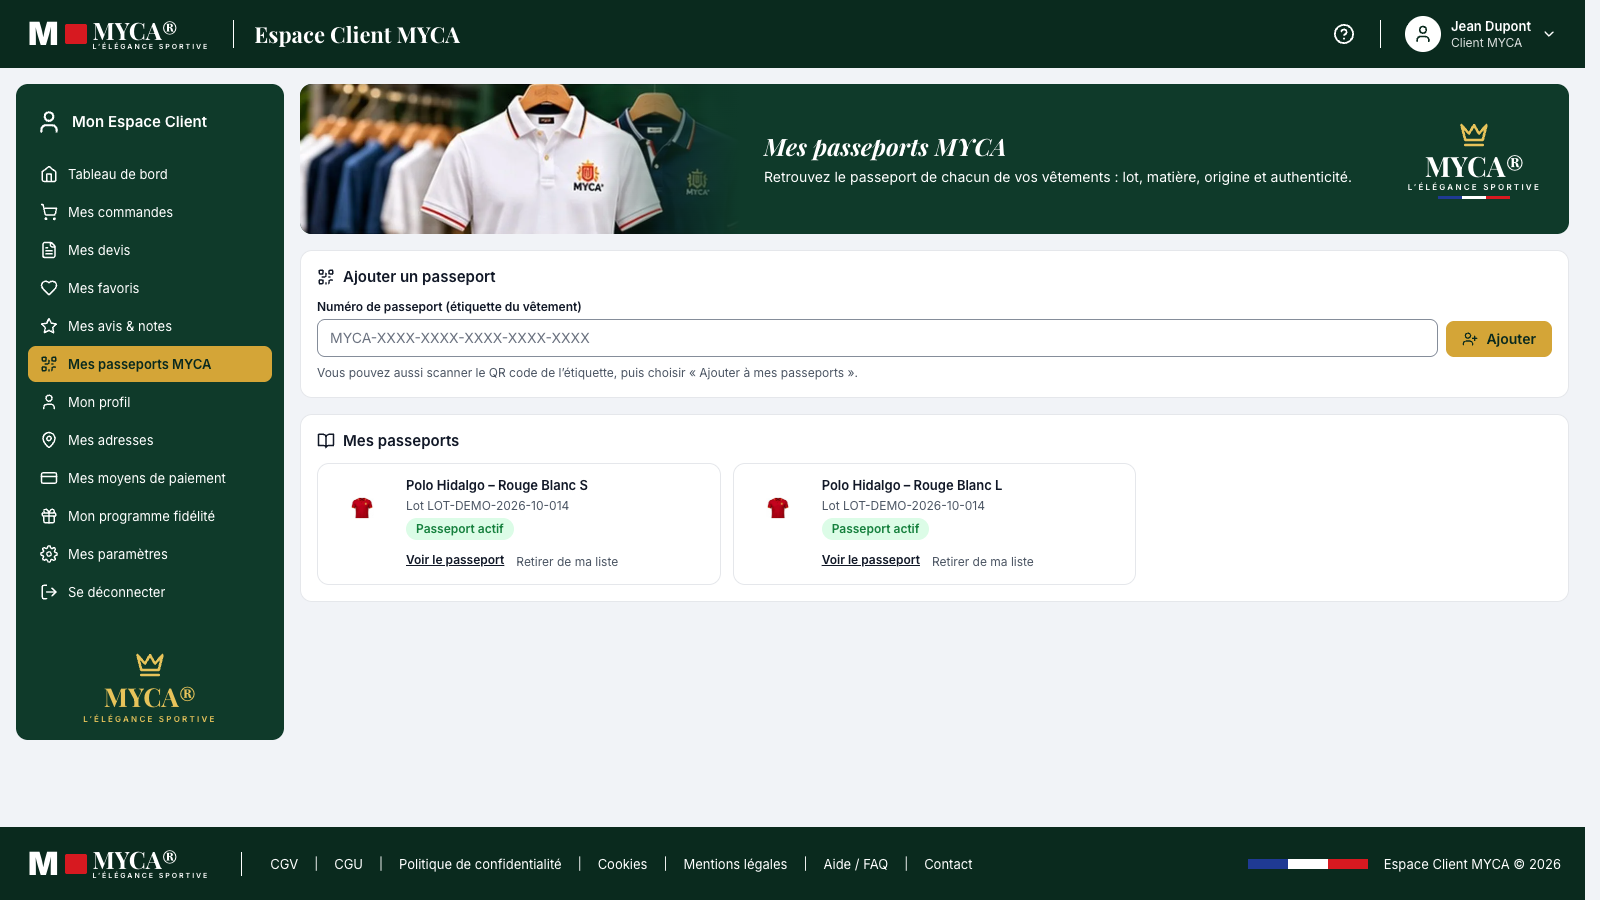 M MYCA®
L'ÉLÉGANCE SPORTIVE
Espace Client MYCA
Jean Dupont
Client MYCA
Mon Espace Client
Tableau de bord
Mes commandes
Mes devis
Mes favoris
Mes avis & notes
Mes passeports MYCA
Mon profil
Mes adresses
Mes moyens de paiement
Mon programme fidélité
Mes paramètres
Se déconnecter
MYCA®
L'ÉLÉGANCE SPORTIVE
MYCA
MYCA
Mes passeports MYCA
Retrouvez le passeport de chacun de vos vêtements : lot, matière, origine et authenticité.
MYCA®
L'ÉLÉGANCE SPORTIVE
Ajouter un passeport
Numéro de passeport (étiquette du vêtement)
MYCA-XXXX-XXXX-XXXX-XXXX-XXXX
Ajouter
Vous pouvez aussi scanner le QR code de l’étiquette, puis choisir « Ajouter à mes passeports ».
Mes passeports
Polo Hidalgo – Rouge Blanc S
Lot LOT-DEMO-2026-10-014
Passeport actif
Voir le passeport Retirer de ma liste
Polo Hidalgo – Rouge Blanc L
Lot LOT-DEMO-2026-10-014
Passeport actif
Voir le passeport Retirer de ma liste
M MYCA®
L'ÉLÉGANCE SPORTIVE
CGV | CGU | Politique de confidentialité | Cookies | Mentions légales | Aide / FAQ | Contact
Espace Client MYCA © 2026